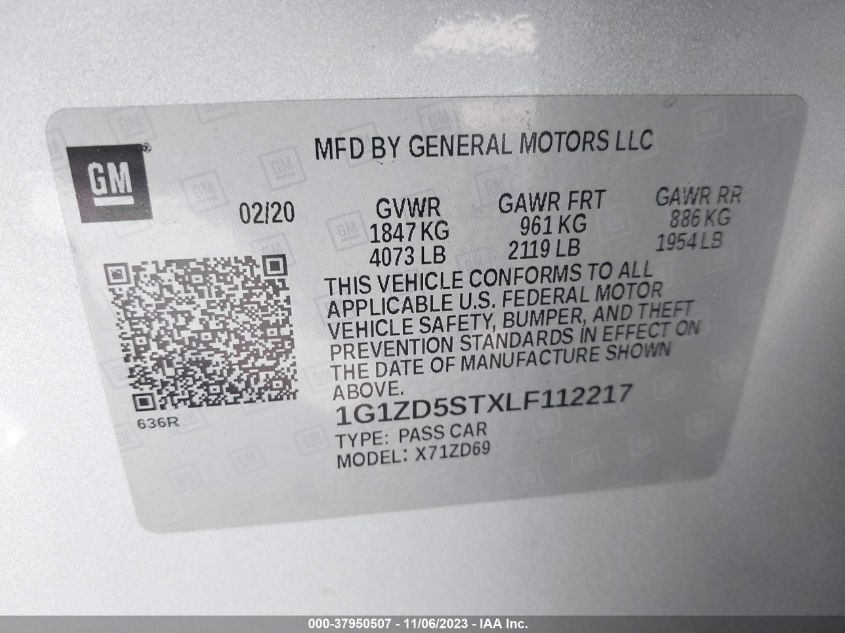 GM®
MFD BY GENERAL MOTORS LLC
02/20
GVWR
1847 KG
4073 LB
GAWR FRT
961 KG
2119 LB
GAWR RR
886 KG
1954 LB
THIS VEHICLE CONFORMS TO ALL
APPLICABLE U.S. FEDERAL MOTOR
VEHICLE SAFETY, BUMPER, AND THEFT
PREVENTION STANDARDS IN EFFECT ON
THE DATE OF MANUFACTURE SHOWN
ABOVE.
636R
1G1ZD5STXLF112217
TYPE: PASS CAR
MODEL: X71ZD69
000-37950507 - 11/06/2023 - IAA Inc.